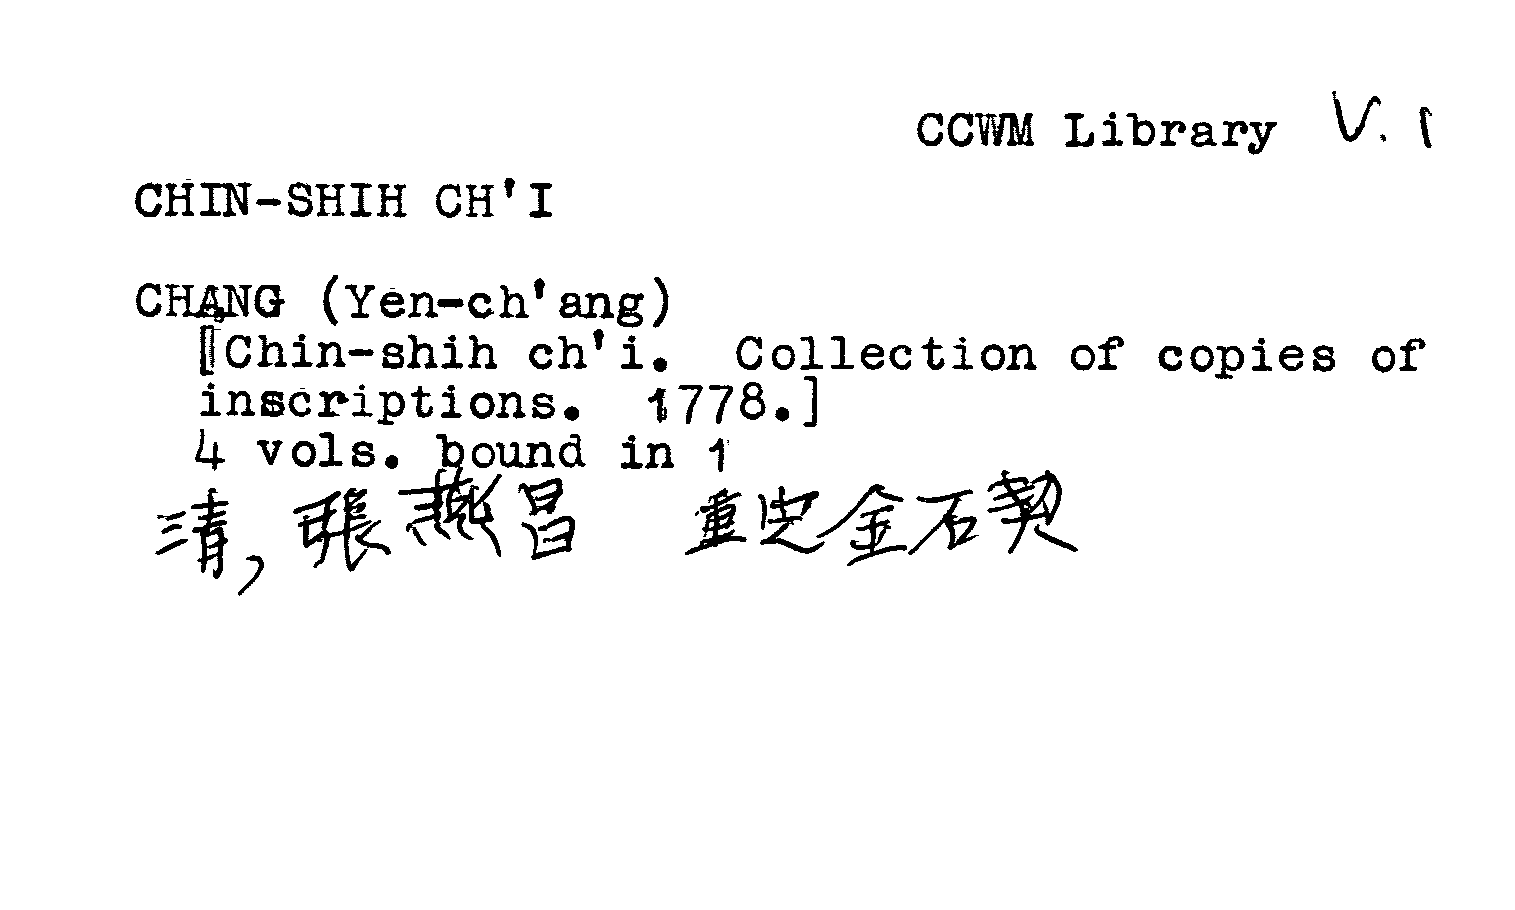 CCWM Library V. 1
CHIN-SHIH CH'I
CHANG (Yen-ch'ang)
[Chin-shih ch'i. Collection of copies of
inscriptions. 1778.]
4 vols. bound in 1
清, 張燕昌 重定金石契